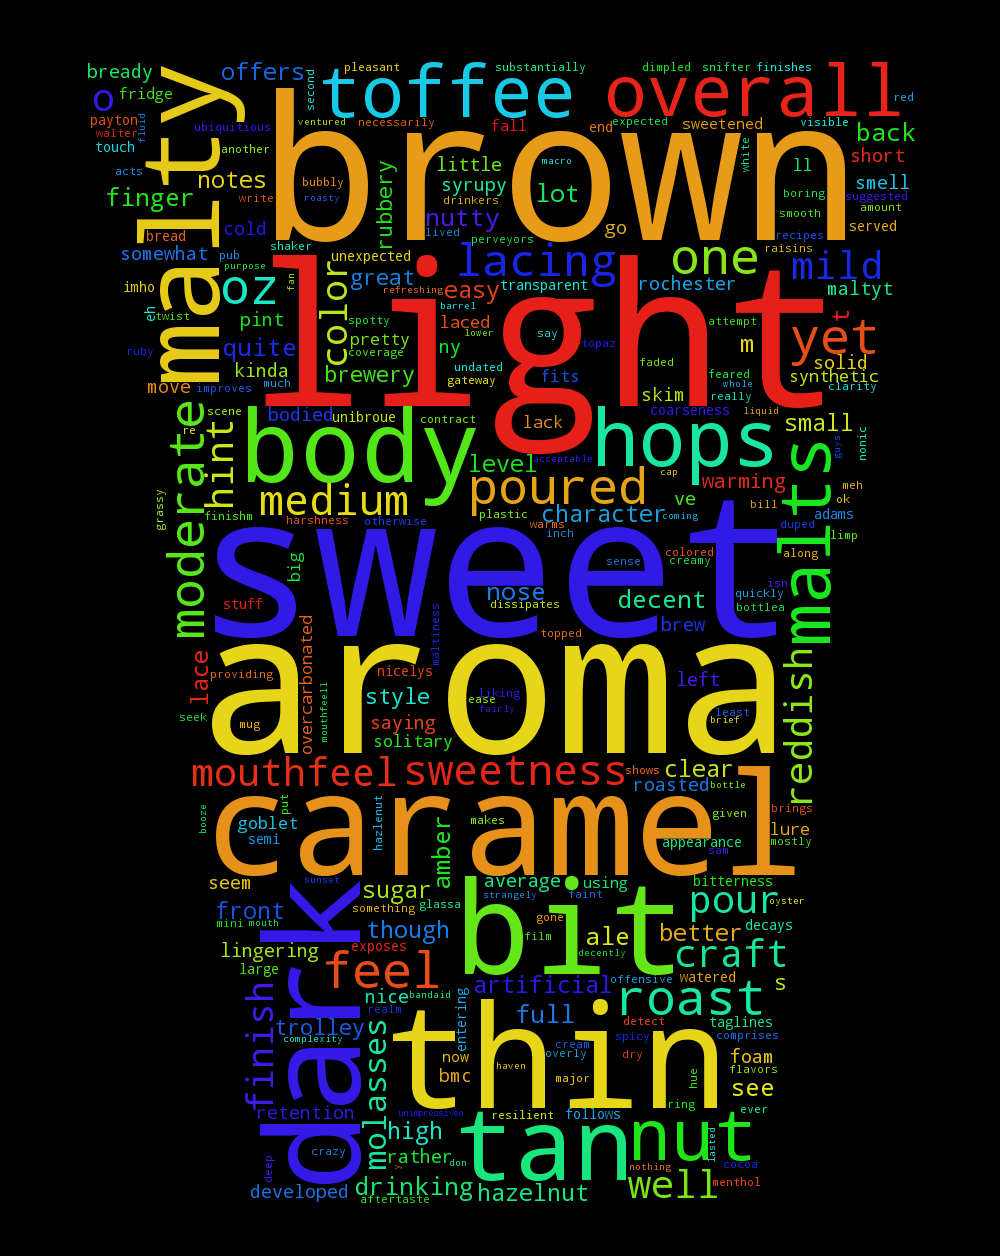 pleasant
substantially
dimpled
snifter
finishes
bready
offers
toffee
overall
red
o
fridge
second
malty
brown
payton
walter
fluid
ubiquitious
ventured
necessarily
fall
end
expected
sweetened
visible
back
touch
another
little
macro
white
ll
short
acts
notes
bubbly
rubbery
syrupy
lot
boring
smell
suggested
finger
write
roasty
drinkers
nutty
smooth
amount
cold
lived
perveyors
go
recipes
served
bread
somewhat
pub
shaker
unexpected
lacing
one
raisins
mild
purpose
imho
oz
fan
color
great
refreshing
easy
transparent
rochester
maltyt
light
eh
twist
pint
spotty
barrel
laced
lower
say
attempt
t
yet
ruby
quite
pretty
coverage
ny
topaz
m
solid
kinda
brewery
undated
gateway
fits
faded
feared
synthetic
move
improves
much
skim
whole
really
clarity
moderate
scene
bodied
unibroue
contract
lack
coarseness
liquid
small
re
hint
body
hops
guys
nonic
level
acceptable
malts
medium
poured
cap
warming
meh
grassy
finishm
harshness
otherwise
plastic
character
coming
ve
bill
ok
adams
warms
inch
duped
limp
sweet
big
sense
colored
creamy
along
nose
isn
stuff
dissipates
decent
quickly
bottlea
overcarbonated
maltiness
topped
brew
aroma
lace
providing
nicelys
reddish
mouthfeell
style
ease
liking
fairly
left
least
brief
seek
mug
saying
solitary
mouthfeel
sweetness
shows
clear
roasted
bottle
caramel
booze
put
goblet
semi
hazlenut
makes
given
brings
lure
amber
appearance
sam
mostly
seem
sunset
sugar
average
using
bitterness
dark
strangely
faint
bit
pour
oyster
front
something
glassa
mini
mouth
though
gone
film
ale
better
decays
lingering
exposes
decently
craft
large
feel
artificial
offensive
watered
s
finish
nice
bandaid
realm
roast
trolley
complexity
entering
thin
full
detect
taglines
spicy
comprises
molasses
now
cream
overly
dry
foam
bmc
haven
major
hue
flavors
see
retention
unimpressiveo
resilient
follows
ring
ever
crazy
high
tan
nut
lasted
deep
rather
y
don
nothing
cocoa
developed
drinking
aftertaste
hazelnut
well
menthol